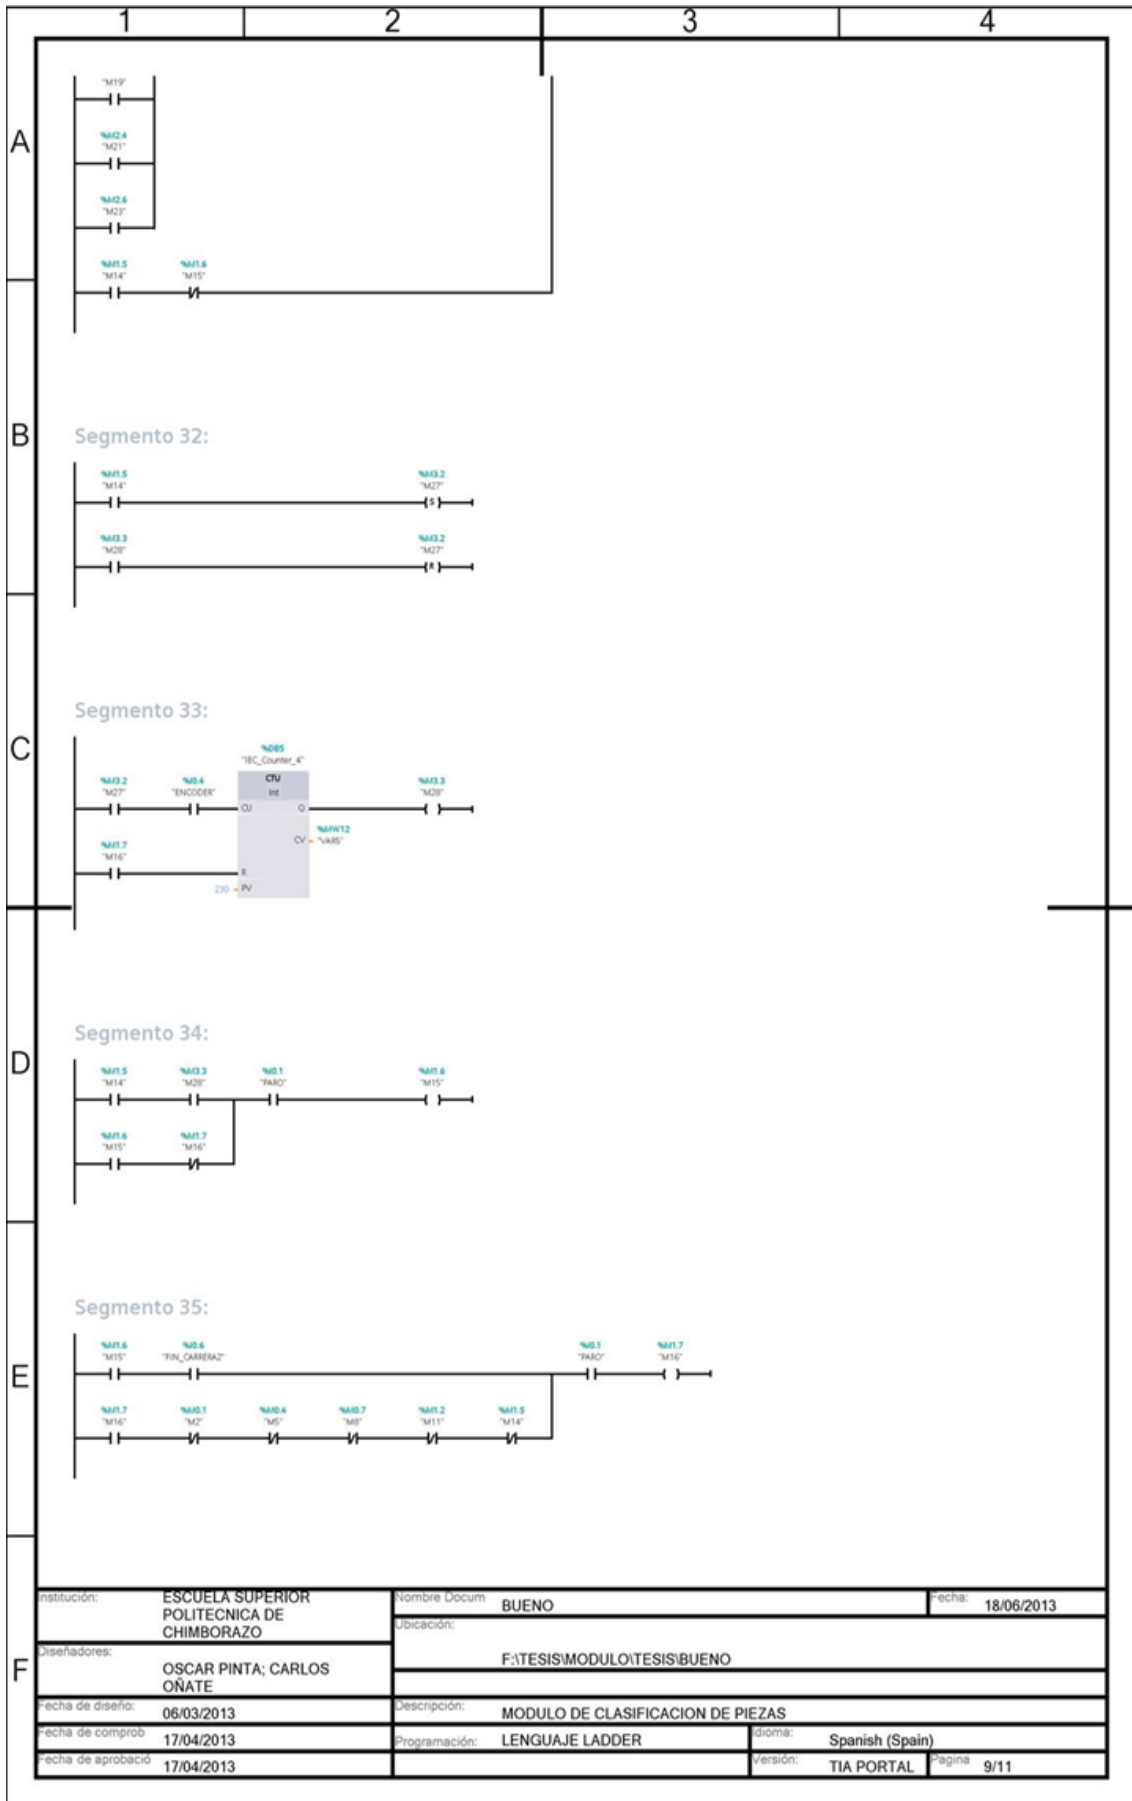 1 2 3 4
A
"M19"
%M2.4
"M21"
%M2.6
"M23"
%M1.5 %M1.6
"M14" "M15"
B
Segmento 32:
%M1.5 %M3.2
"M14" "M27"
S
%M3.3 %M3.2
"M28" "M27"
R
C
Segmento 33:
%DB5
"IEC_Counter_4"
%M3.2 %I0.4 CTU %M3.3
"M27" "ENCODER" Int "M28"
CU Q
%MW12
CV "VAR5"
%M1.7
"M16"
R
230 PV
D
Segmento 34:
%M1.5 %M3.3 %I0.1 %M1.6
"M14" "M28" "PARO" "M15"
%M1.6 %M1.7
"M15" "M16"
E
Segmento 35:
%M1.6 %I0.6 %I0.1 %M1.7
"M15" "FIN_CARRERA2" "PARO" "M16"
%M1.7 %M0.1 %M0.4 %M0.7 %M1.2 %M1.5
"M16" "M2" "M5" "M8" "M11" "M14"
F
Institución: ESCUELA SUPERIOR
POLITECNICA DE
CHIMBORAZO
Nombre Docum BUENO Fecha: 18/06/2013
Ubicación:
F:\TESIS\MODULO\TESIS\BUENO
Diseñadores:
OSCAR PINTA; CARLOS
OÑATE
Fecha de diseño: 06/03/2013 Descripción: MODULO DE CLASIFICACION DE PIEZAS
Fecha de comprob 17/04/2013 Programación: LENGUAJE LADDER Idioma: Spanish (Spain)
Fecha de aprobació 17/04/2013 Versión: TIA PORTAL Pagina 9/11